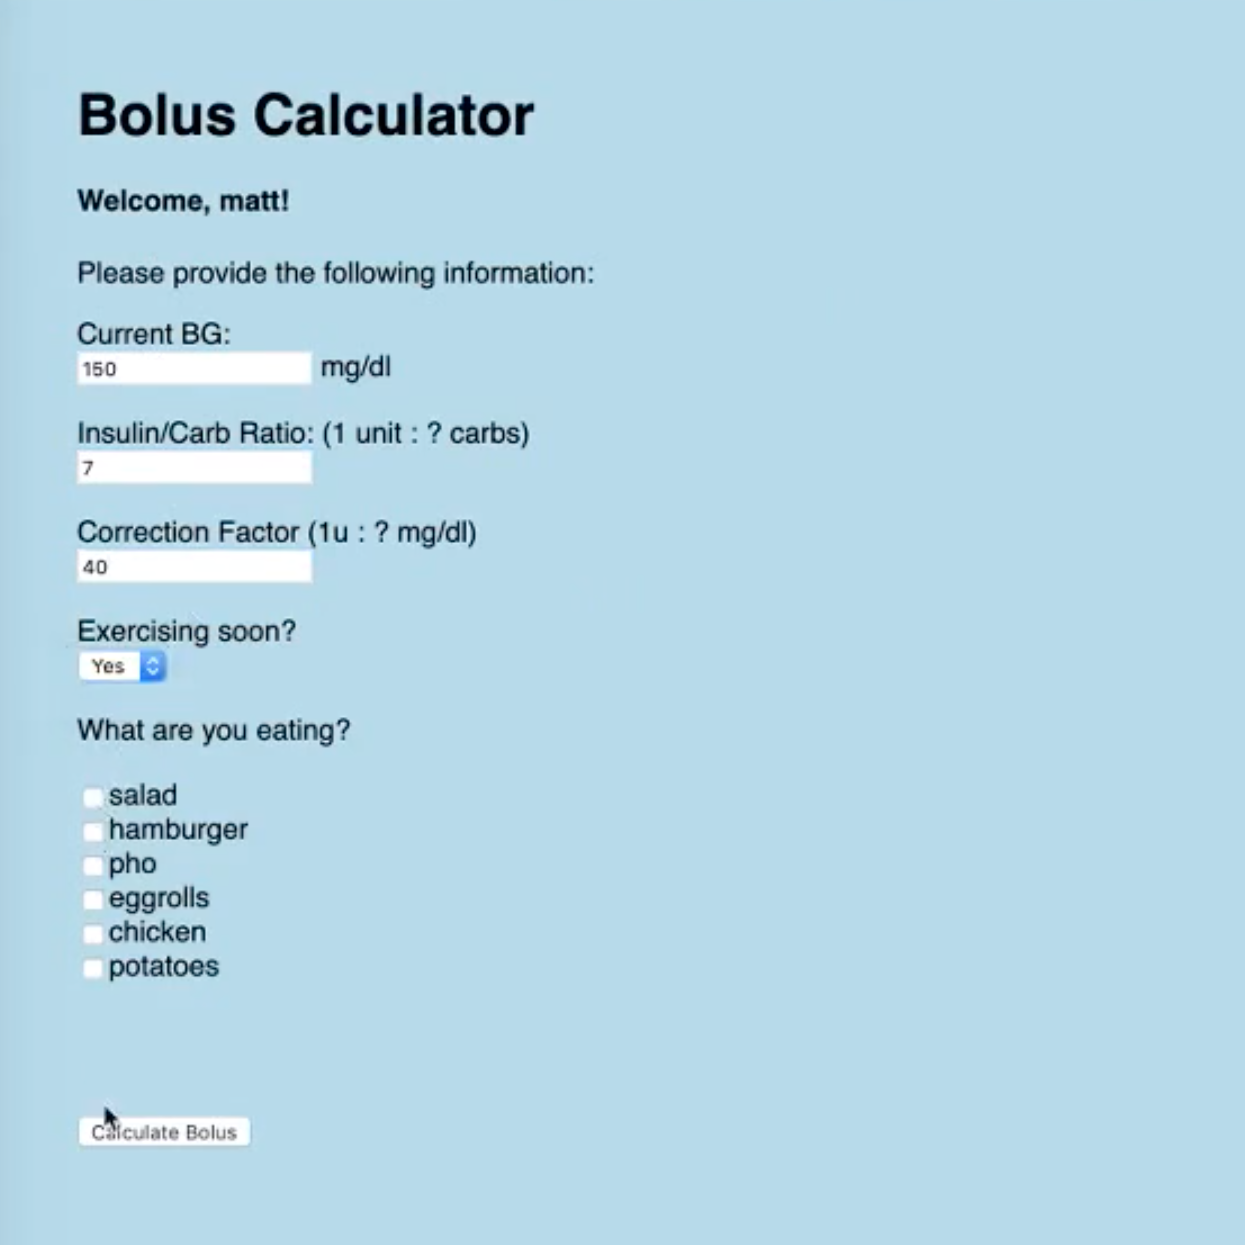 Bolus Calculator
Welcome, matt!
Please provide the following information:
Current BG:
150 mg/dl
Insulin/Carb Ratio: (1 unit : ? carbs)
7
Correction Factor (1u : ? mg/dl)
40
Exercising soon?
Yes
What are you eating?
salad
hamburger
pho
eggrolls
chicken
potatoes
Calculate Bolus